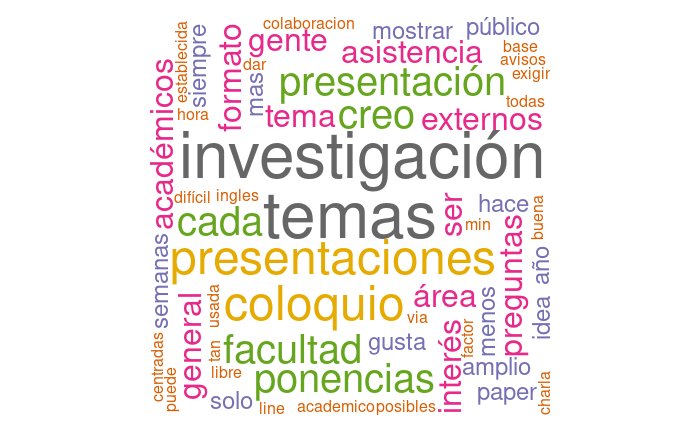 colaboracion
gente
mostrar
público
establecida
siempre
formato
asistencia
base
avisos
dar
exigir
académicos
mas
presentación
todas
hora
tema
creo
externos
investigación
difícil
ingles
cada
temas
ser
hace
min
buena
presentaciones
semanas
preguntas
año
coloquio
área
menos
idea
general
usada
via
interés
factor
facultad
gusta
tan
centradas
puede
libre
ponencias
amplio
solo
line
academico
posibles
paper
charla